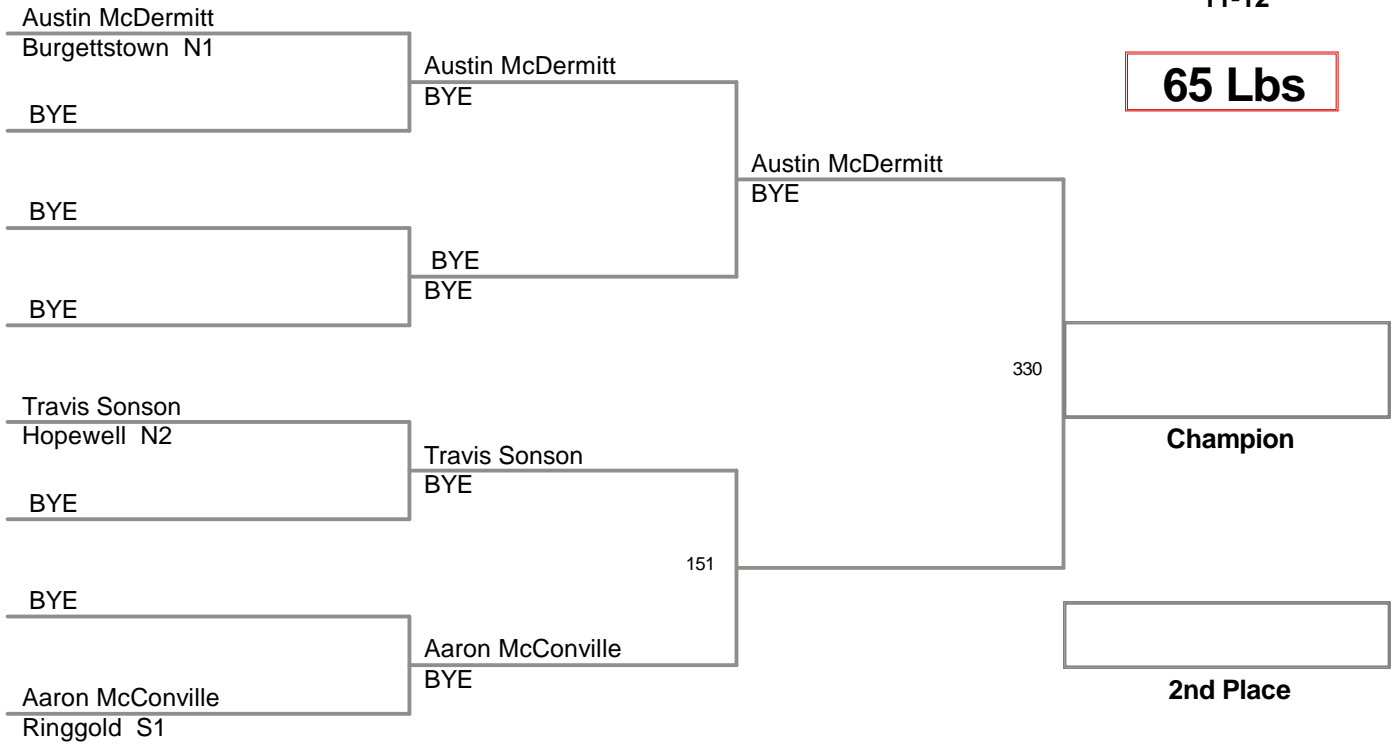 11-12
65 Lbs
Austin McDermitt
Burgettstown N1
BYE
BYE
BYE
Travis Sonson
Hopewell N2
BYE
BYE
Aaron McConville
Ringgold S1
Austin McDermitt
BYE
BYE
BYE
Travis Sonson
BYE
151
Aaron McConville
BYE
Austin McDermitt
BYE
330
Champion
2nd Place